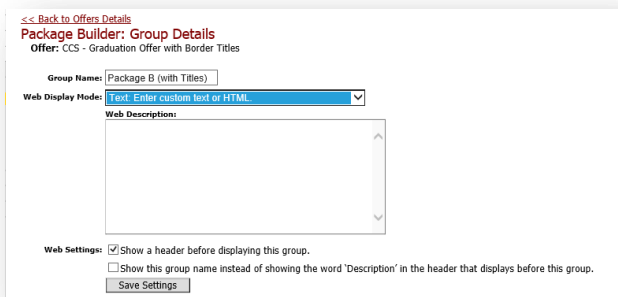 << Back to Offers Details
Package Builder: Group Details
Offer: CCS - Graduation Offer with Border Titles
Group Name: Package B (with Titles)
Web Display Mode: Text: Enter custom text or HTML.
Web Description:
Web Settings: Show a header before displaying this group.
Show this group name instead of showing the word 'Description' in the header that displays before this group.
Save Settings